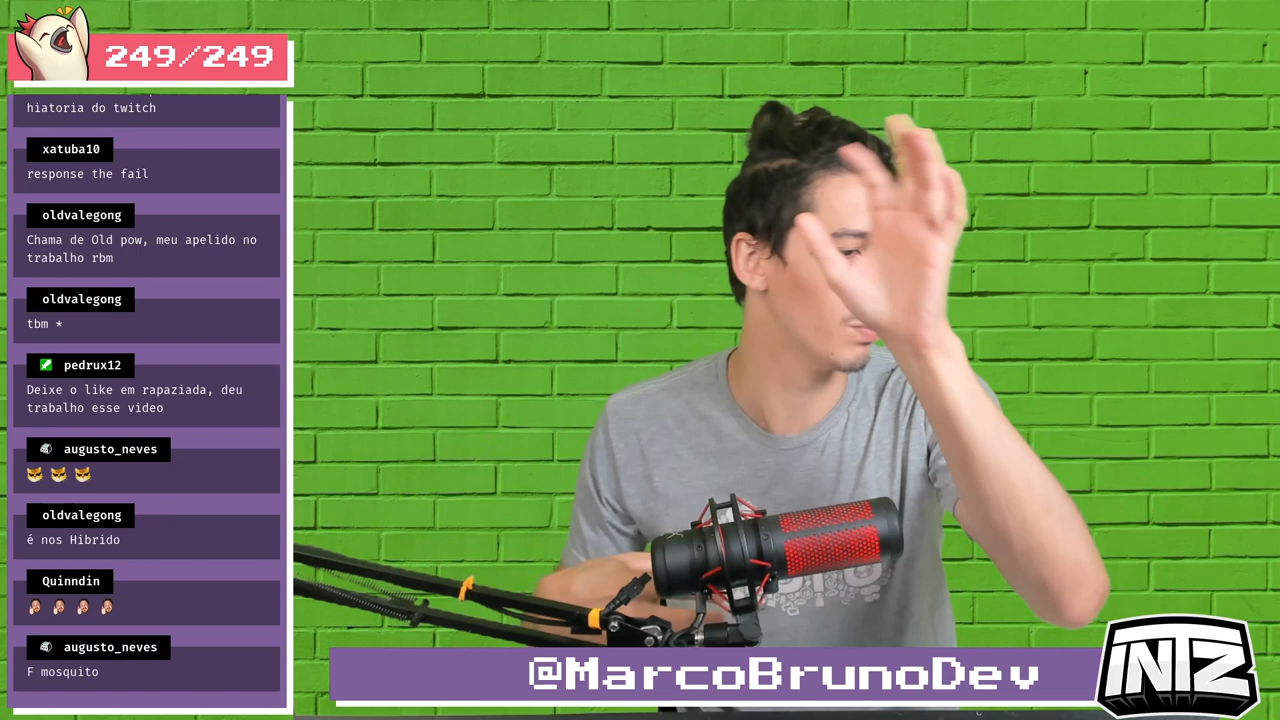 249/249
hiatoria do twitch
xatuba10
response the fail
oldvalegong
Chama de Old pow, meu apelido no
trabalho rbm
oldvalegong
tbm *
pedrux12
Deixe o like em rapaziada, deu
trabalho esse video
augusto_neves
oldvalegong
é nos Hibrido
Quinndin
augusto_neves
F mosquito
@MarcoBrunoDev
INTZ